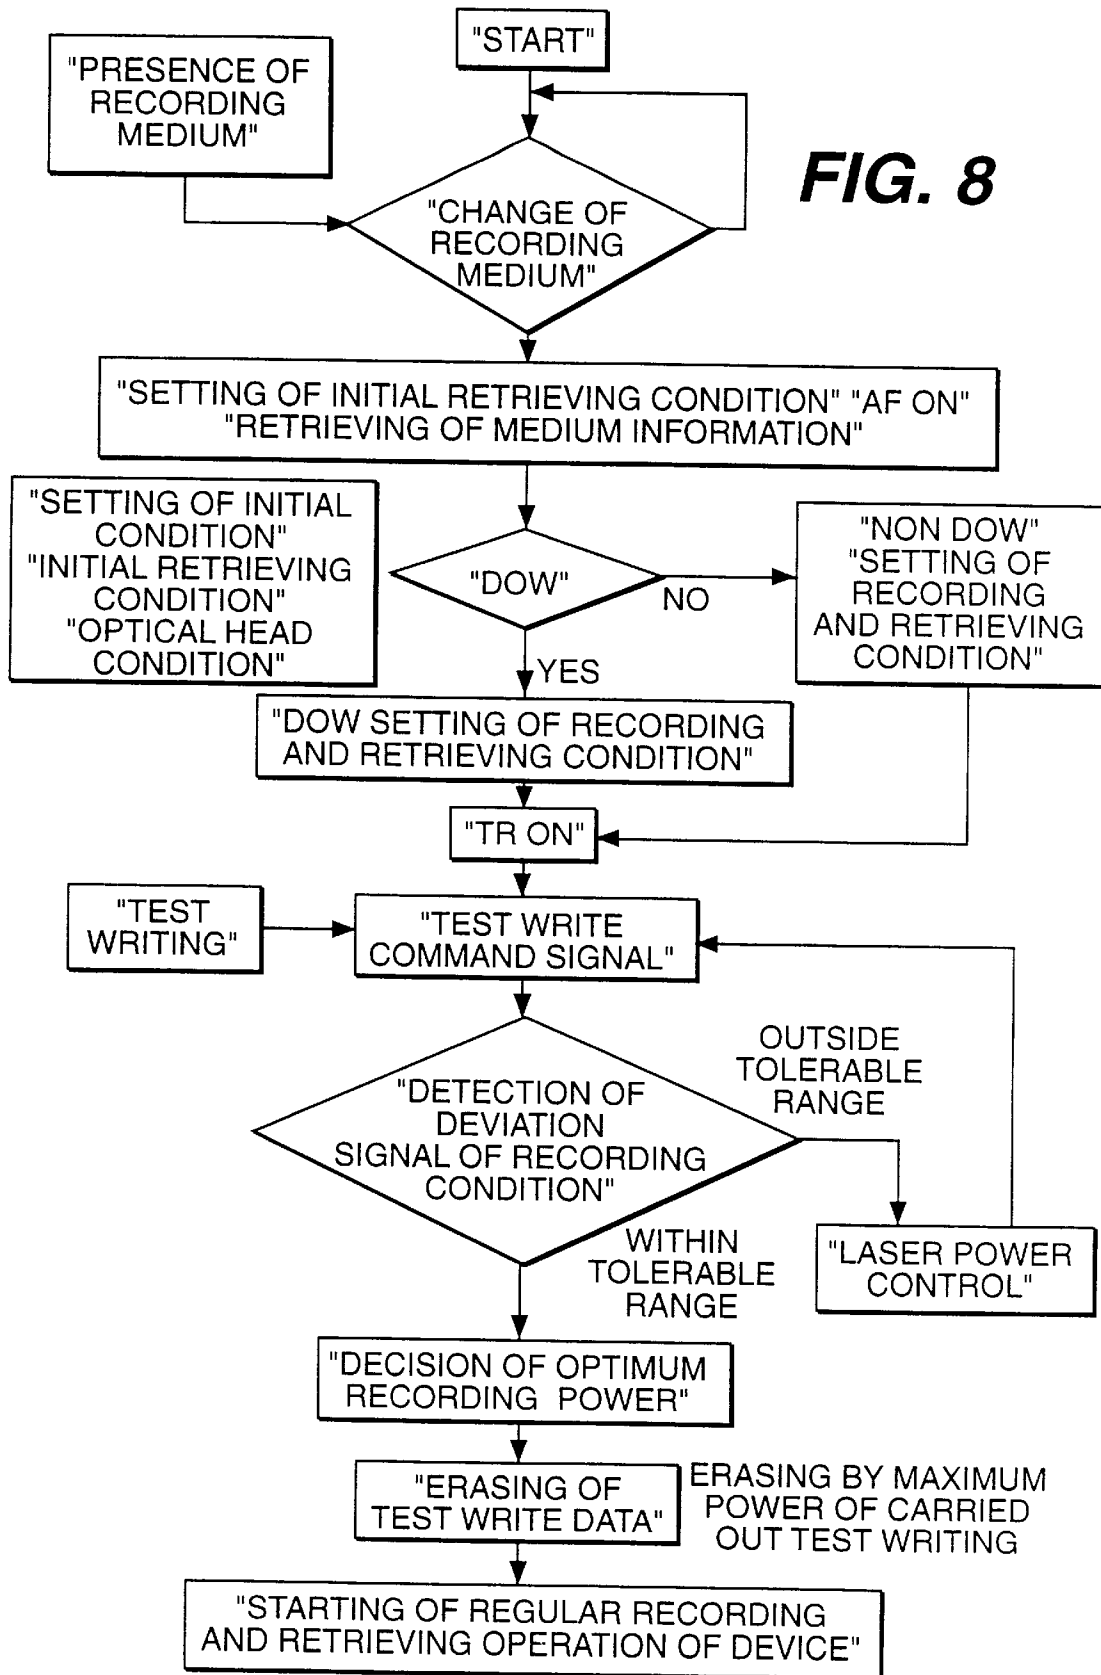 "START"
"PRESENCE OF
RECORDING
MEDIUM"
FIG. 8
"CHANGE OF
RECORDING
MEDIUM"
"SETTING OF INITIAL RETRIEVING CONDITION" "AF ON"
"RETRIEVING OF MEDIUM INFORMATION"
"SETTING OF INITIAL
CONDITION"
"INITIAL RETRIEVING
CONDITION"
"OPTICAL HEAD
CONDITION"
"DOW"
NO
"NON DOW"
"SETTING OF
RECORDING
AND RETRIEVING
CONDITION"
YES
"DOW SETTING OF RECORDING
AND RETRIEVING CONDITION"
"TR ON"
"TEST
WRITING"
"TEST WRITE
COMMAND SIGNAL"
"DETECTION OF
DEVIATION
SIGNAL OF RECORDING
CONDITION"
OUTSIDE
TOLERABLE
RANGE
"LASER POWER
CONTROL"
WITHIN
TOLERABLE
RANGE
"DECISION OF OPTIMUM
RECORDING POWER"
"ERASING OF
TEST WRITE DATA"
ERASING BY MAXIMUM
POWER OF CARRIED
OUT TEST WRITING
"STARTING OF REGULAR RECORDING
AND RETRIEVING OPERATION OF DEVICE"